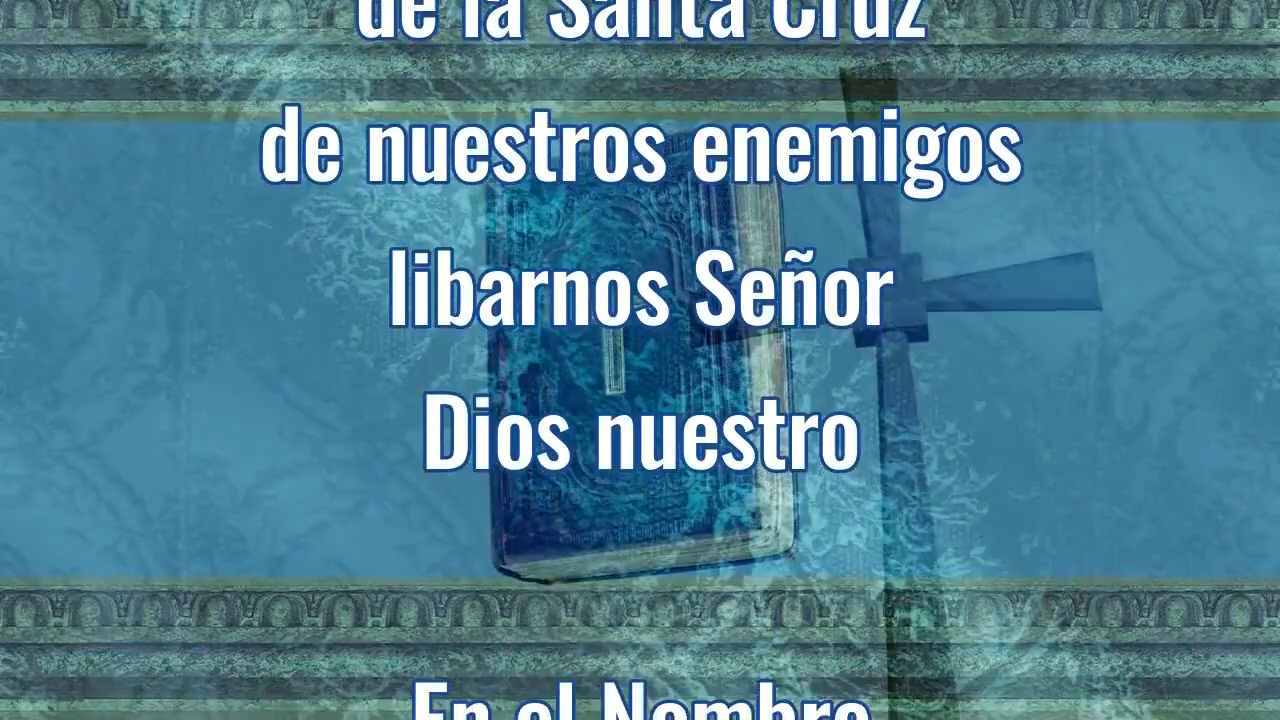 de la Santa Cruz
de nuestros enemigos
libarnos Señor
Dios nuestro
En el Nombre